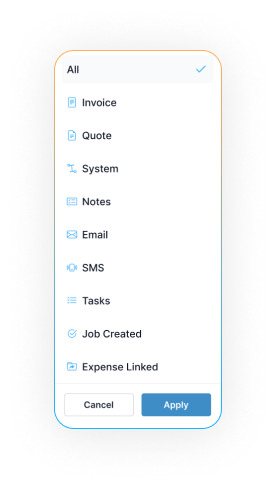 All
Invoice
Quote
System
Notes
Email
SMS
Tasks
Job Created
Expense Linked
Cancel Apply